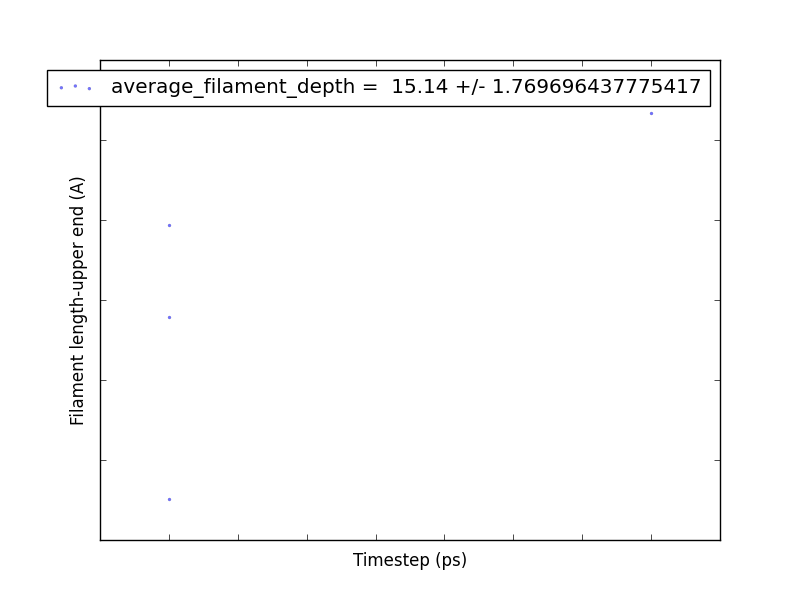 average_filament_depth = 15.14 +/- 1.769696437775417
Filament length-upper end (A)
Timestep (ps)